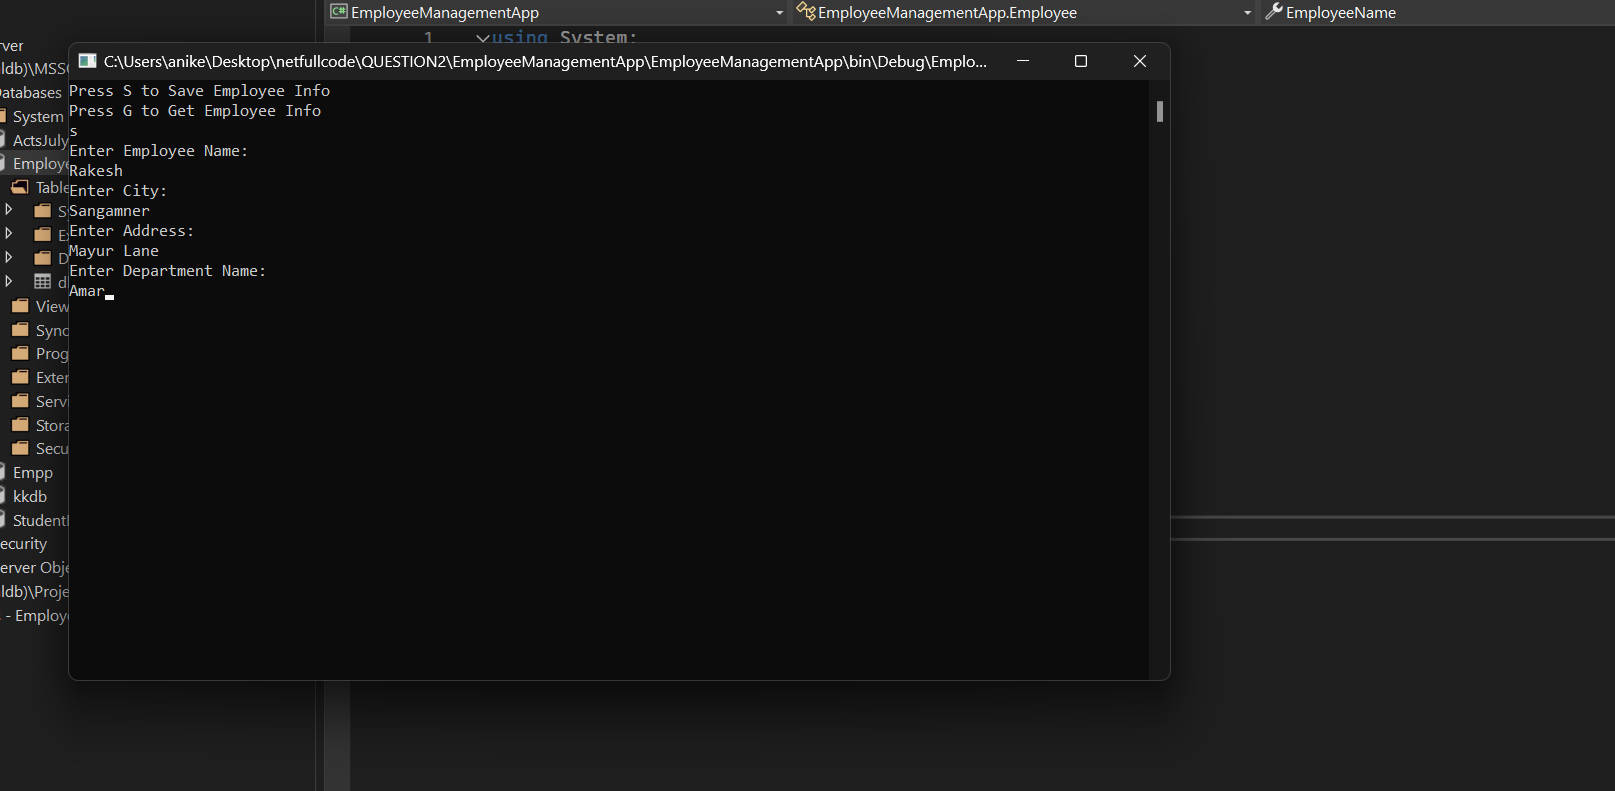 EmployeeManagementApp
EmployeeManagementApp.Employee
EmployeeName
1 using System;
C:\Users\anike\Desktop\netfullcode\QUESTION2\EmployeeManagementApp\EmployeeManagementApp\bin\Debug\Emplo...
Press S to Save Employee Info
Press G to Get Employee Info
s
Enter Employee Name:
Rakesh
Enter City:
Sangamner
Enter Address:
Mayur Lane
Enter Department Name:
Amar
rver
ldb)\MSS
atabases
System
ActsJuly
Employe
Table
S
E
D
d
View
Sync
Prog
Exter
Servi
Stora
Secu
Empp
kkdb
Student
ecurity
erver Obje
ldb)\Proje
- Employe